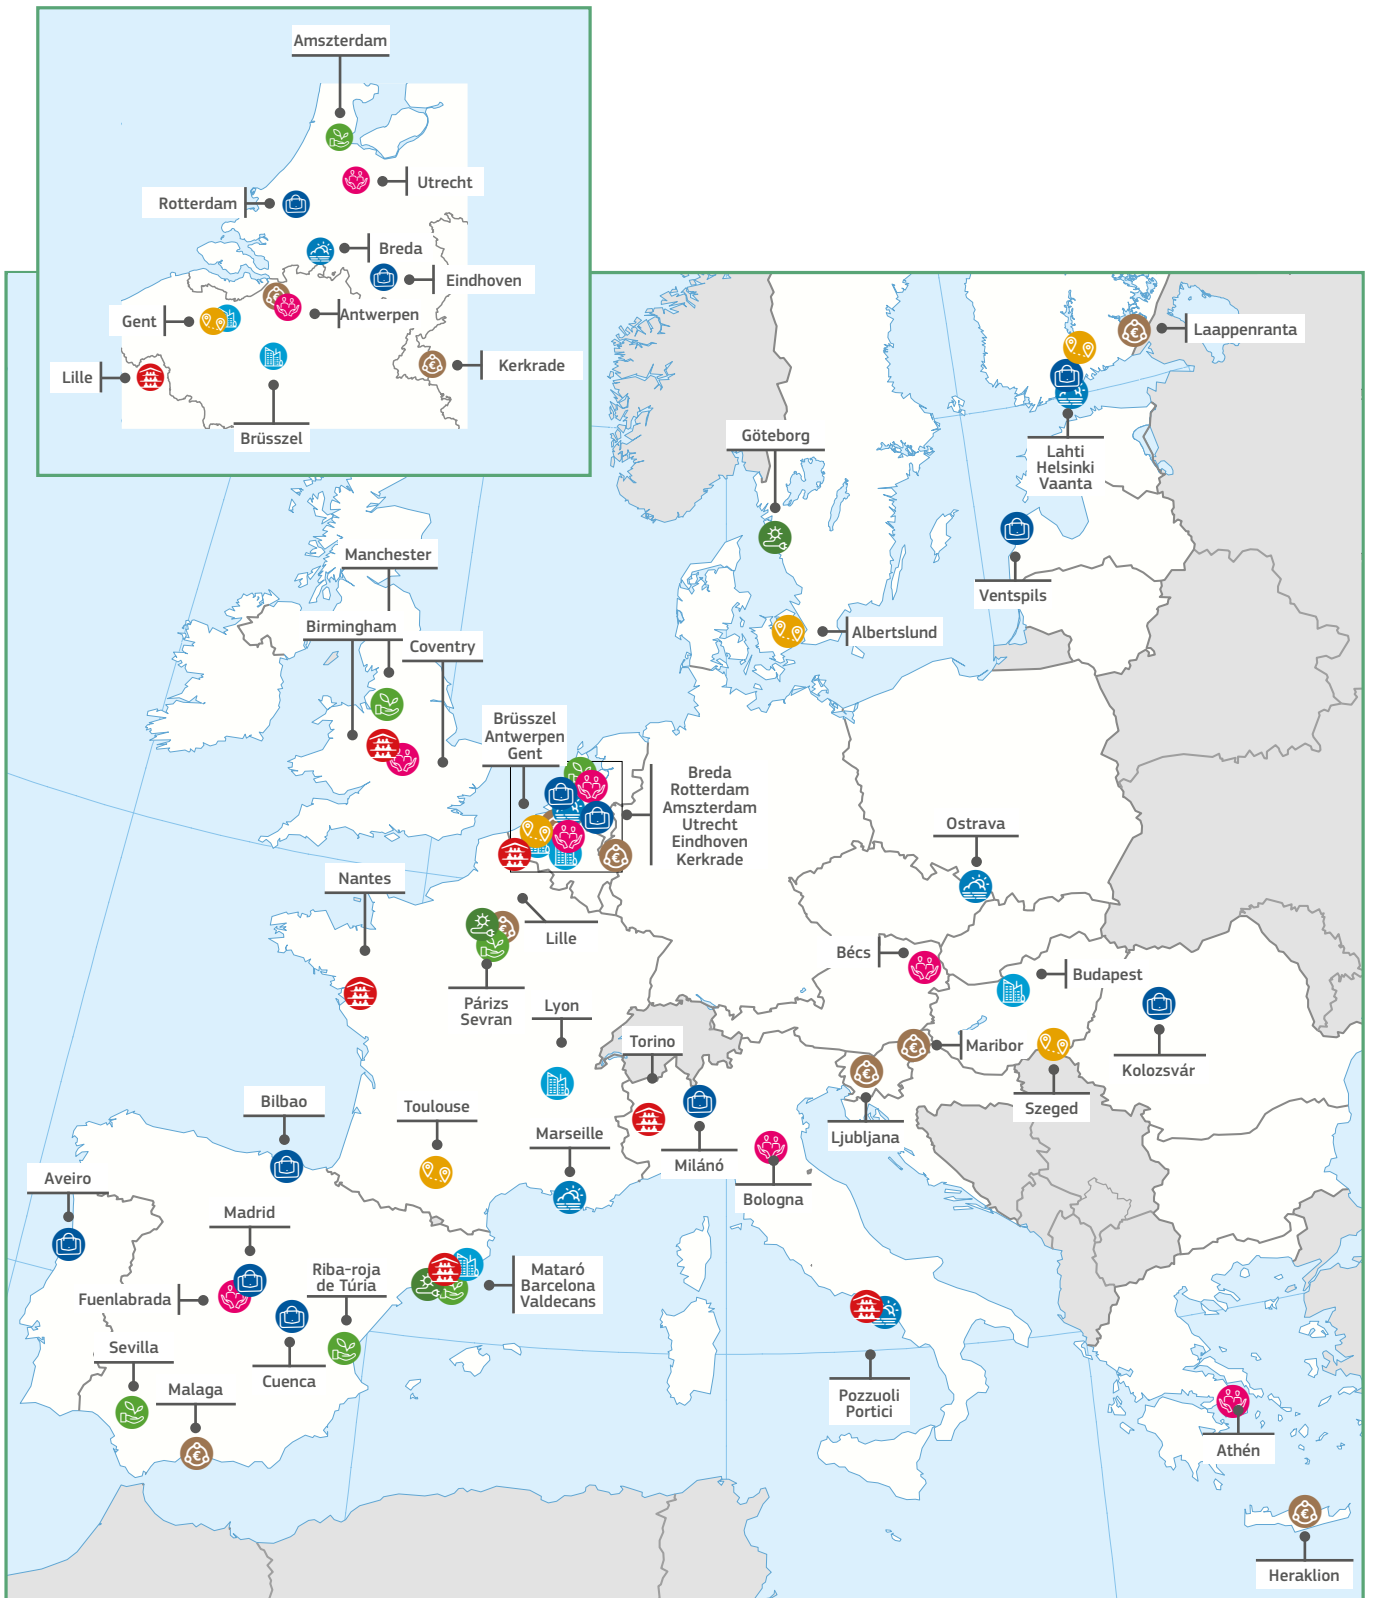 Amszterdam
Utrecht
Rotterdam
Breda
Eindhoven
Antwerpen
Gent
Kerkrade
Lille
Brüsszel
Laappenranta
Göteborg
Lahti
Helsinki
Vaanta
Manchester
Ventspils
Birmingham
Coventry
Albertslund
Brüsszel
Antwerpen
Gent
Breda
Rotterdam
Amszterdam
Utrecht
Eindhoven
Kerkrade
Ostrava
Nantes
Lille
Bécs
Budapest
Párizs
Sevran
Lyon
Torino
Maribor
Kolozsvár
Szeged
Bilbao
Toulouse
Marseille
Ljubljana
Milánó
Aveiro
Bologna
Madrid
Riba-roja
de Túria
Mataró
Barcelona
Valdecans
Fuenlabrada
Sevilla
Cuenca
Malaga
Pozzuoli
Portici
Athén
Heraklion